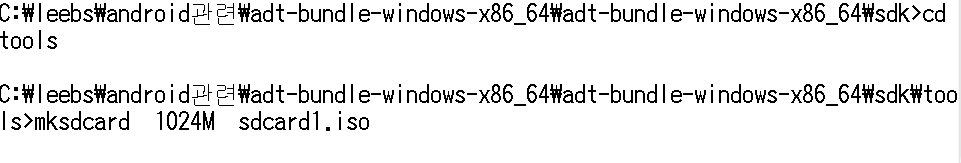 C:₩leebs₩android관련₩adt-bundle-windows-x86_64₩adt-bundle-windows-x86_64₩sdk>cd
tools
C:₩leebs₩android관련₩adt-bundle-windows-x86_64₩adt-bundle-windows-x86_64₩sdk₩too
ls>mksdcard  1024M  sdcard1.iso